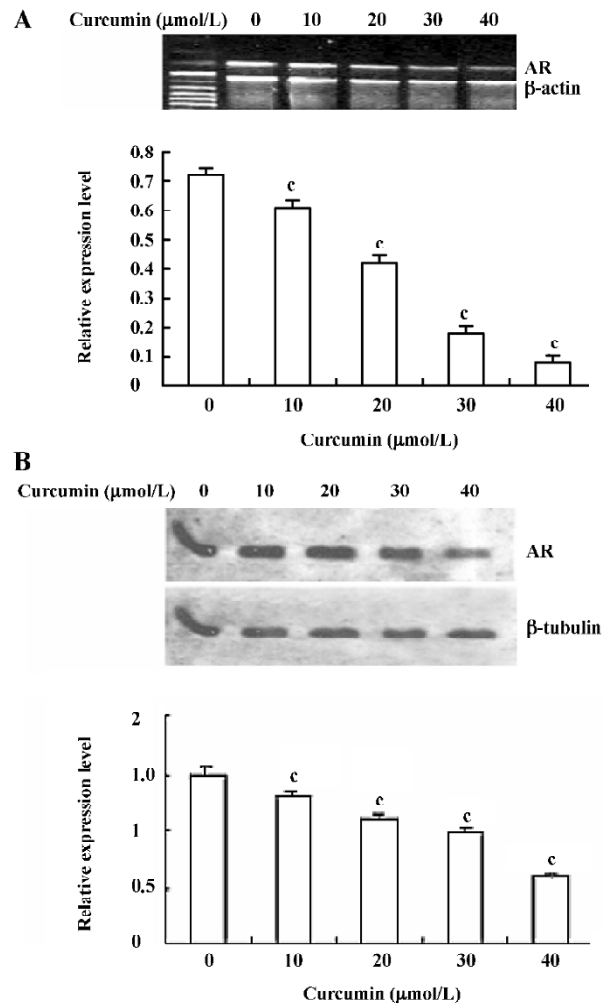 A
Curcumin (μmol/L) 0 10 20 30 40
AR
β-actin
0.8
0.7
0.6
0.5
0.4
0.3
0.2
0.1
0
Relative expression level
c
c
c
c
0 10 20 30 40
Curcumin (μmol/L)
B
Curcumin (μmol/L) 0 10 20 30 40
AR
β-tubulin
2
1.0
1
0.5
0
Relative expression level
c
c
c
c
0 10 20 30 40
Curcumin (μmol/L)